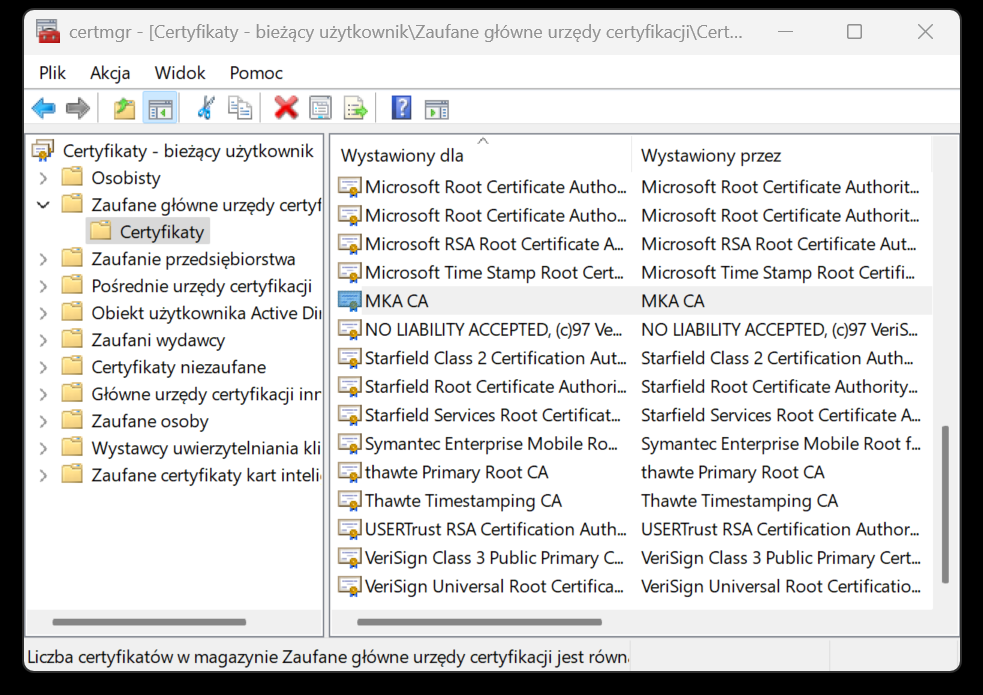 certmgr - [Certyfikaty - bieżący użytkownik\Zaufane główne urzędy certyfikacji\Cert...
Plik Akcja Widok Pomoc
Certyfikaty - bieżący użytkownik
Osobisty
Zaufane główne urzędy certyf
Certyfikaty
Zaufanie przedsiębiorstwa
Pośrednie urzędy certyfikacji
Obiekt użytkownika Active Dir
Zaufani wydawcy
Certyfikaty niezaufane
Główne urzędy certyfikacji inn
Zaufane osoby
Wystawcy uwierzytelniania kli
Zaufane certyfikaty kart inteli
Wystawiony dla Wystawiony przez
Microsoft Root Certificate Autho... Microsoft Root Certificate Authorit...
Microsoft Root Certificate Autho... Microsoft Root Certificate Authorit...
Microsoft RSA Root Certificate A... Microsoft RSA Root Certificate Aut...
Microsoft Time Stamp Root Cert... Microsoft Time Stamp Root Certifi...
MKA CA MKA CA
NO LIABILITY ACCEPTED, (c)97 Ve... NO LIABILITY ACCEPTED, (c)97 VeriS...
Starfield Class 2 Certification Aut... Starfield Class 2 Certification Auth...
Starfield Root Certificate Authori... Starfield Root Certificate Authority...
Starfield Services Root Certificat... Starfield Services Root Certificate A...
Symantec Enterprise Mobile Ro... Symantec Enterprise Mobile Root f...
thawte Primary Root CA thawte Primary Root CA
Thawte Timestamping CA Thawte Timestamping CA
USERTrust RSA Certification Auth... USERTrust RSA Certification Author...
VeriSign Class 3 Public Primary C... VeriSign Class 3 Public Primary Cert...
VeriSign Universal Root Certifica... VeriSign Universal Root Certificatio...
Liczba certyfikatów w magazynie Zaufane główne urzędy certyfikacji jest równ